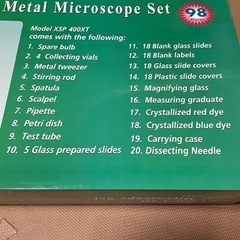 Metal Microscope Set
98
Model XSP 400XT
comes with the following:
1. Spare bulb
2. 4 Collecting vials
3. Metal tweezer
4. Stirring rod
5. Spatula
6. Scalpel
7. Pipette
8. Petri dish
9. Test tube
10. 5 Glass prepared slides
11. 18 Blank glass slides
12. 18 Blank labels
13. 18 Glass slide covers
14. 18 Plastic slide covers
15. Magnifying glass
16. Measuring graduate
17. Crystallized red dye
18. Crystallized blue dye
19. Carrying case
20. Dissecting Needle